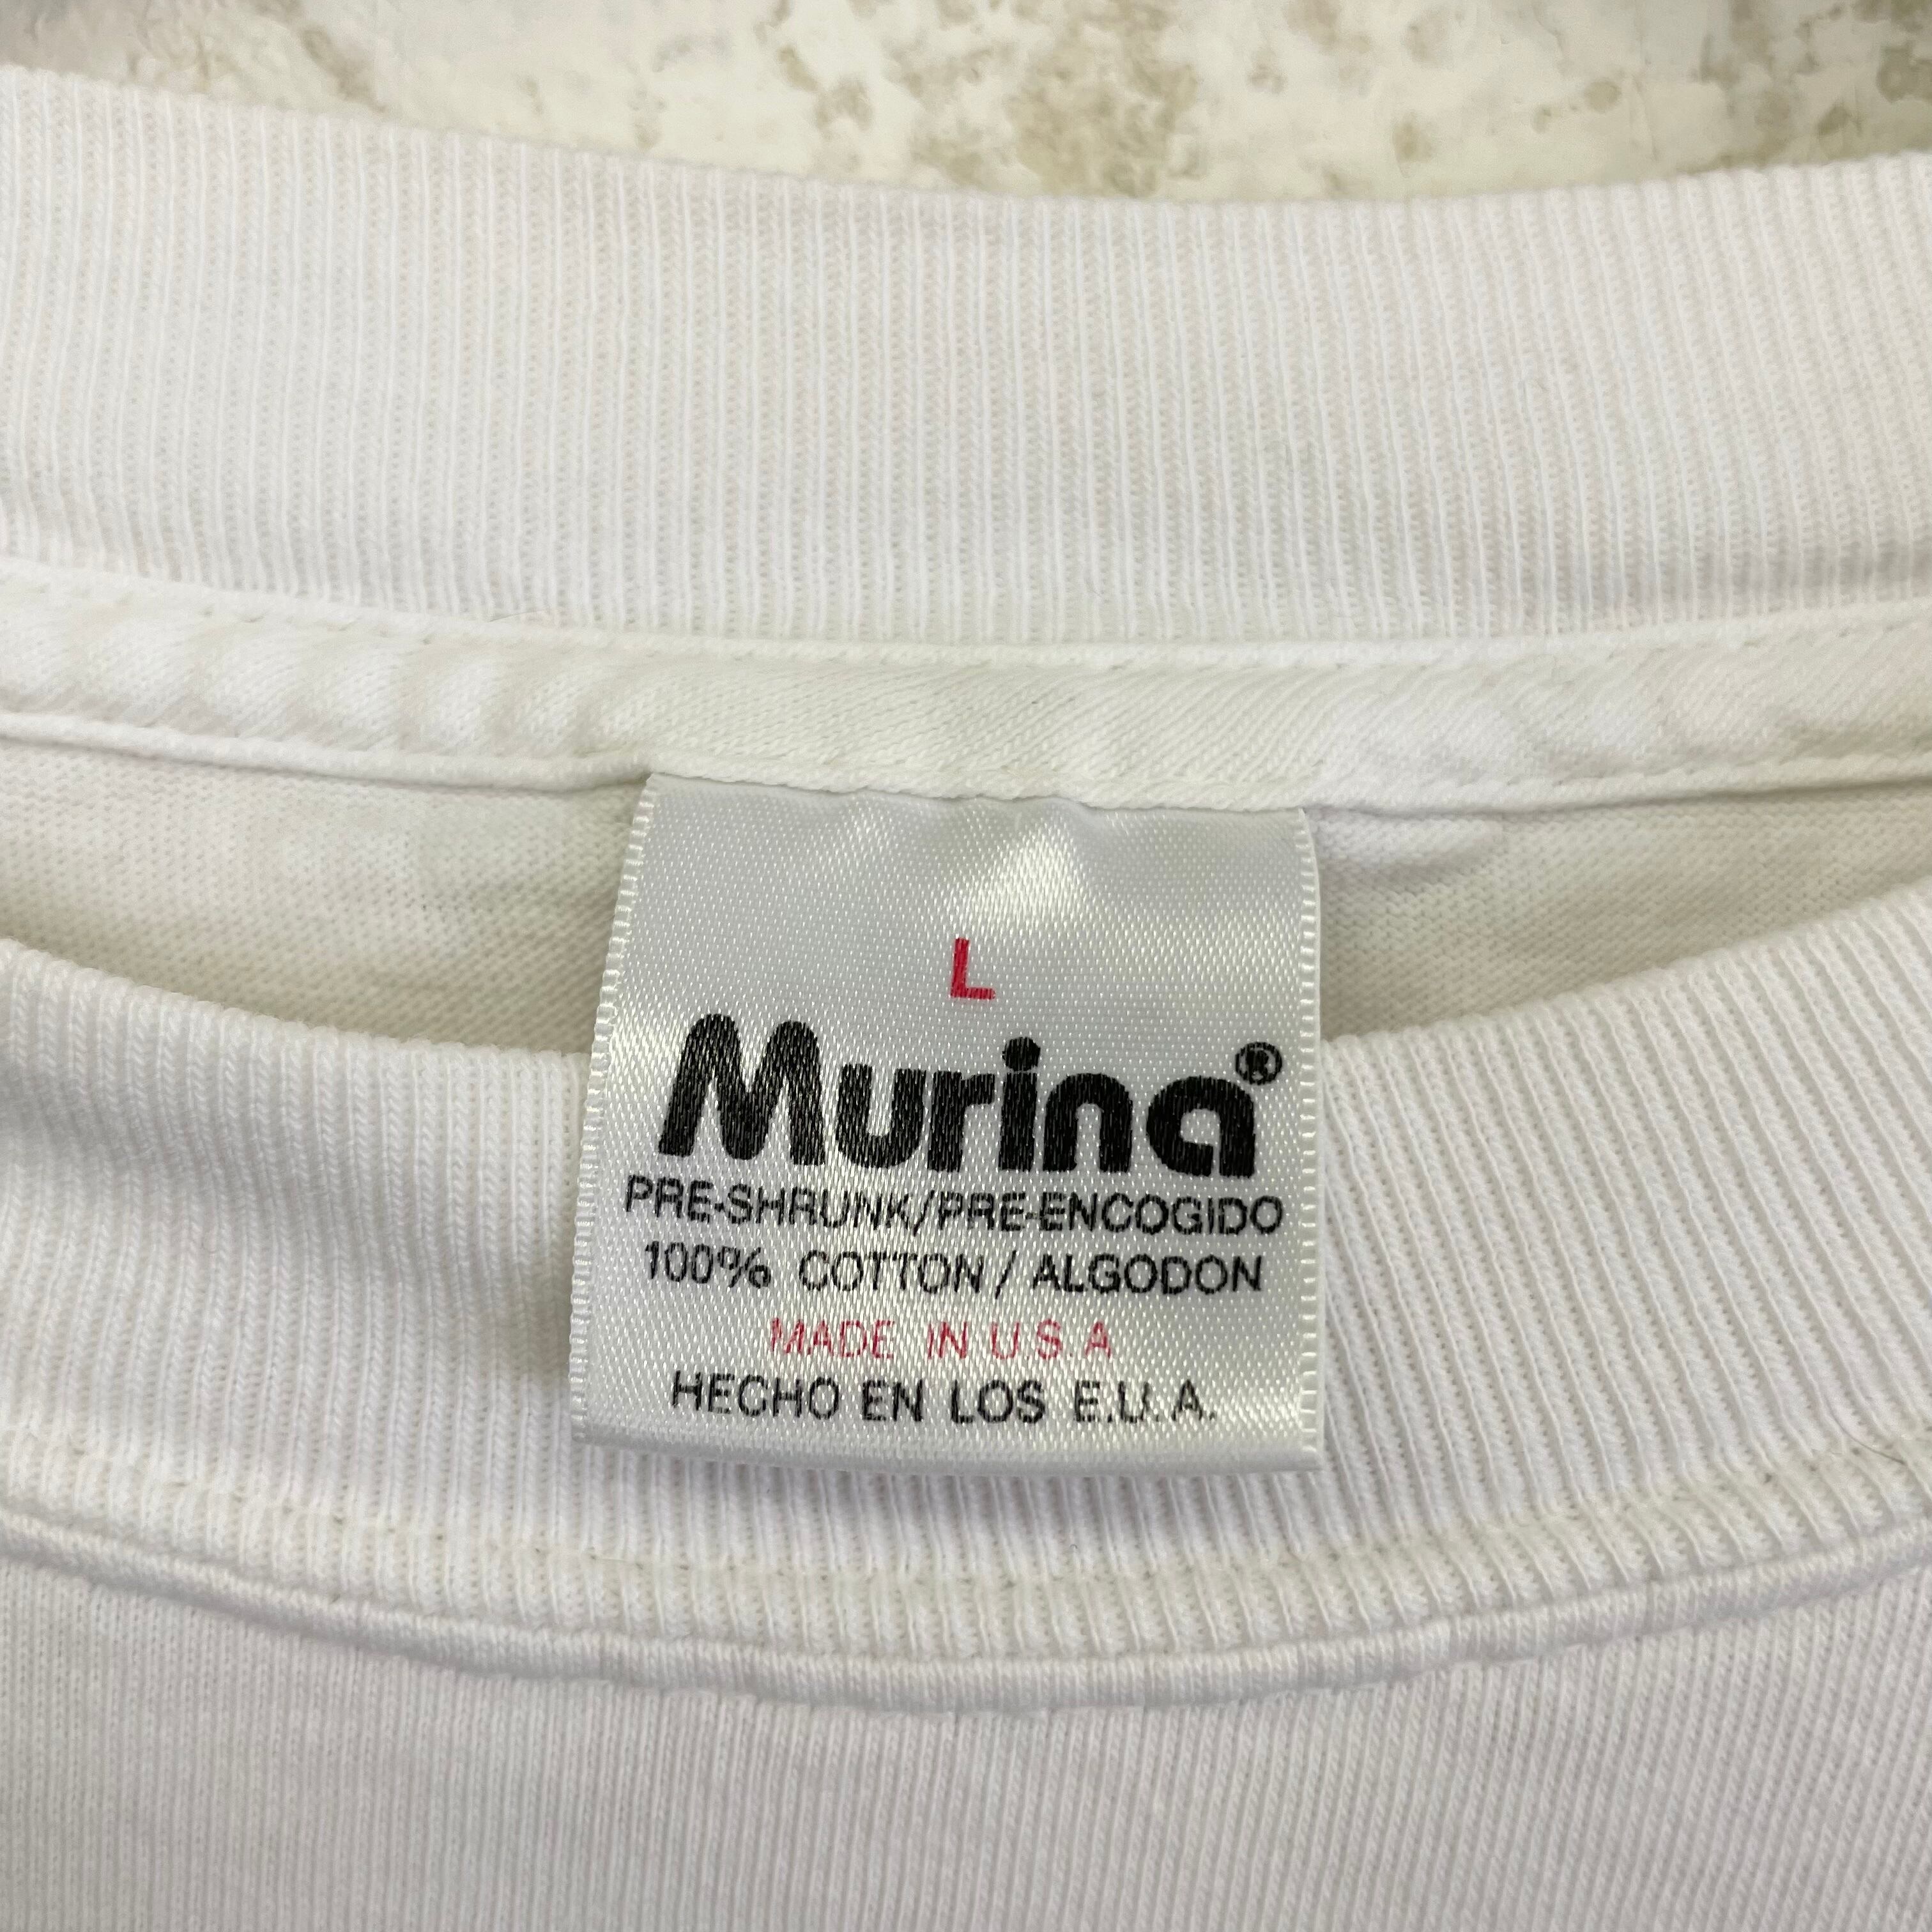 L
Murina®
PRE-SHRUNK/PRE-ENCOGIDO
100% COTTON / ALGODON
MADE IN U S A
HECHO EN LOS E.U.A.